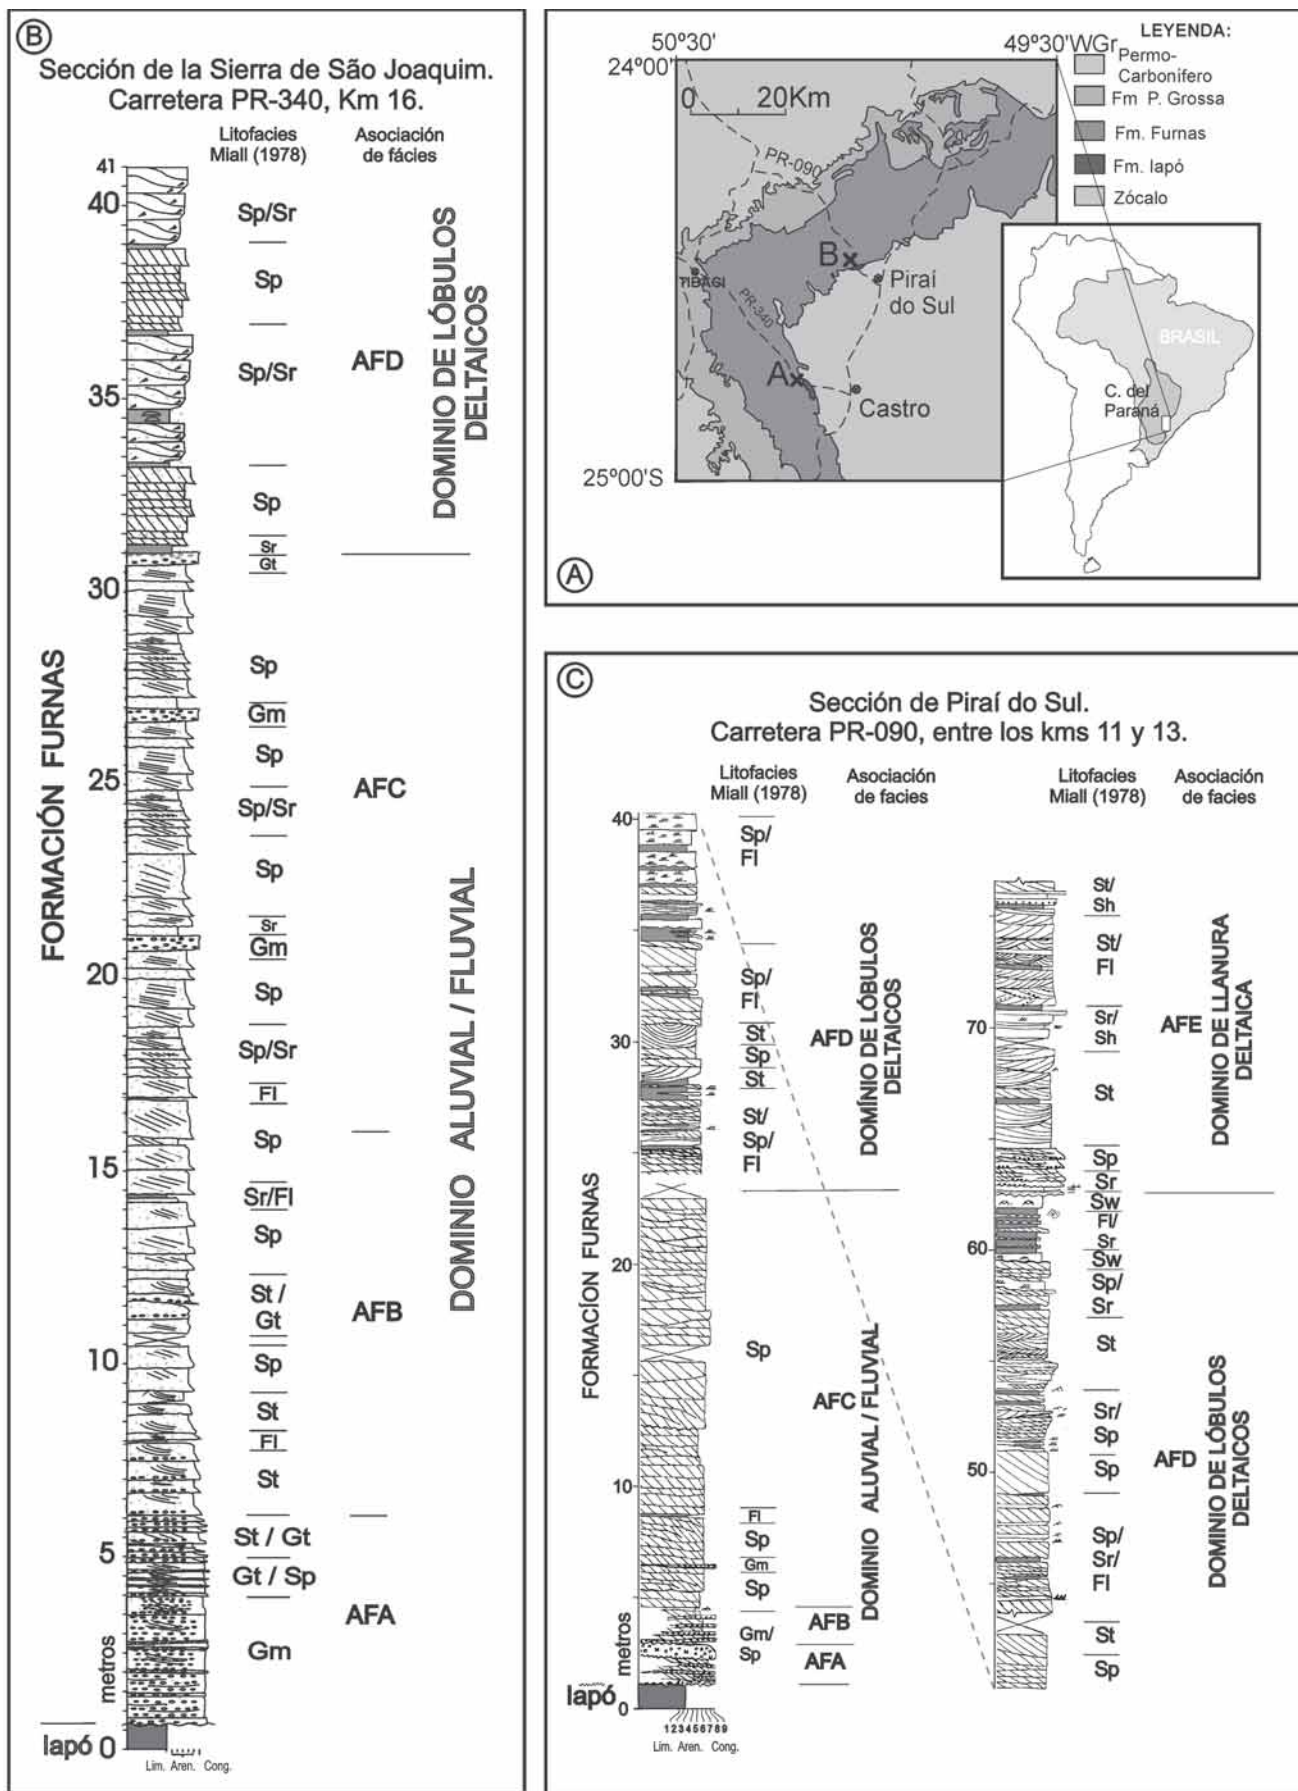 B
Sección de la Sierra de São Joaquim.
Carretera PR-340, Km 16.
Litofacies
Miall (1978)
Asociación
de fácies
41
40
35
30
25
20
15
10
5
0
metros
FORMACIÓN FURNAS
Iapó
Sp/Sr
Sp
Sp/Sr
Sp
Sr
Gt
Sp
Gm
Sp
Sp/Sr
Sp
Sr
Gm
Sp
Sp/Sr
Fl
Sp
Sr/Fl
Sp
St /
Gt
Sp
St
Fl
St
St / Gt
Gt / Sp
Gm
AFD
AFC
AFB
AFA
DOMINIO DE LÓBULOS
DELTAICOS
DOMINIO ALUVIAL / FLUVIAL
Lim. Aren. Cong.
A
50º30'
49º30'WGr
24º00'
25º00'S
0 20Km
PR-090
PR-340
TIBAGI
B
Piraí
do Sul
A
Castro
LEYENDA:
Permo-
Carbonífero
Fm P. Grossa
Fm. Furnas
Fm. Iapó
Zócalo
BRASIL
C. del
Paraná
C
Sección de Piraí do Sul.
Carretera PR-090, entre los kms 11 y 13.
Litofacies
Miall (1978)
Asociación
de facies
40
30
20
10
0
metros
FORMACÍON FURNAS
Iapó
Sp/
Fl
Sp/
Fl
St
Sp
St
St/
Sp/
Fl
Sp
Fl
Sp
Gm
Sp
Gm/
Sp
AFD
AFC
AFB
AFA
DOMÍNIO DE LÓBULOS
DELTAICOS
DOMINIO ALUVIAL / FLUVIAL
123456789
Lim. Aren. Cong.
Litofacies
Miall (1978)
Asociación
de facies
70
60
50
St/
Sh
St/
Fl
Sr/
Sh
St
Sp
Sr
Sw
Fl/
Sr
Sw
Sp/
Sr
St
Sr/
Sp
Sp
Sp/
Sr/
Fl
St
Sp
AFE
AFD
DOMINIO DE LLANURA
DELTAICA
DOMINIO DE LÓBULOS
DELTAICOS